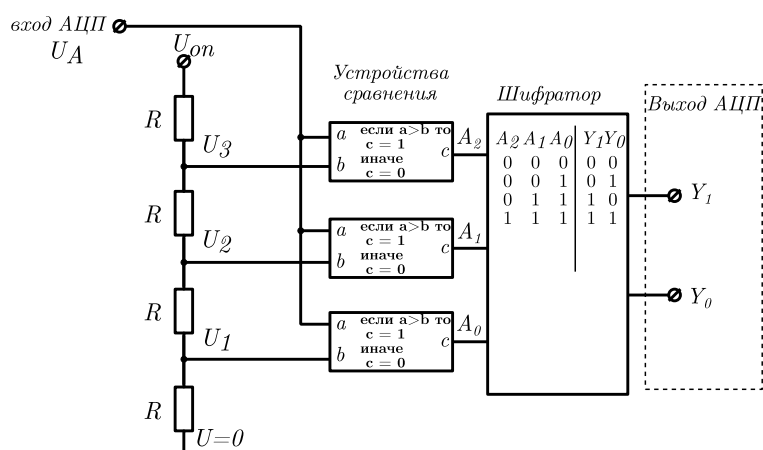 вход АЦП
U_A
U_оп
Устройства
сравнения
Шифратор
Выход АЦП
R
U_3
a если a>b то
c = 1
b иначе
c = 0
c
A_2
A_2 A_1 A_0 Y_1 Y_0
0 0 0 0 0
0 0 1 0 1
0 1 1 1 0
1 1 1 1 1
Y_1
R
U_2
a если a>b то
c = 1
b иначе
c = 0
c
A_1
Y_0
R
U_1
a если a>b то
c = 1
b иначе
c = 0
c
A_0
R
U=0